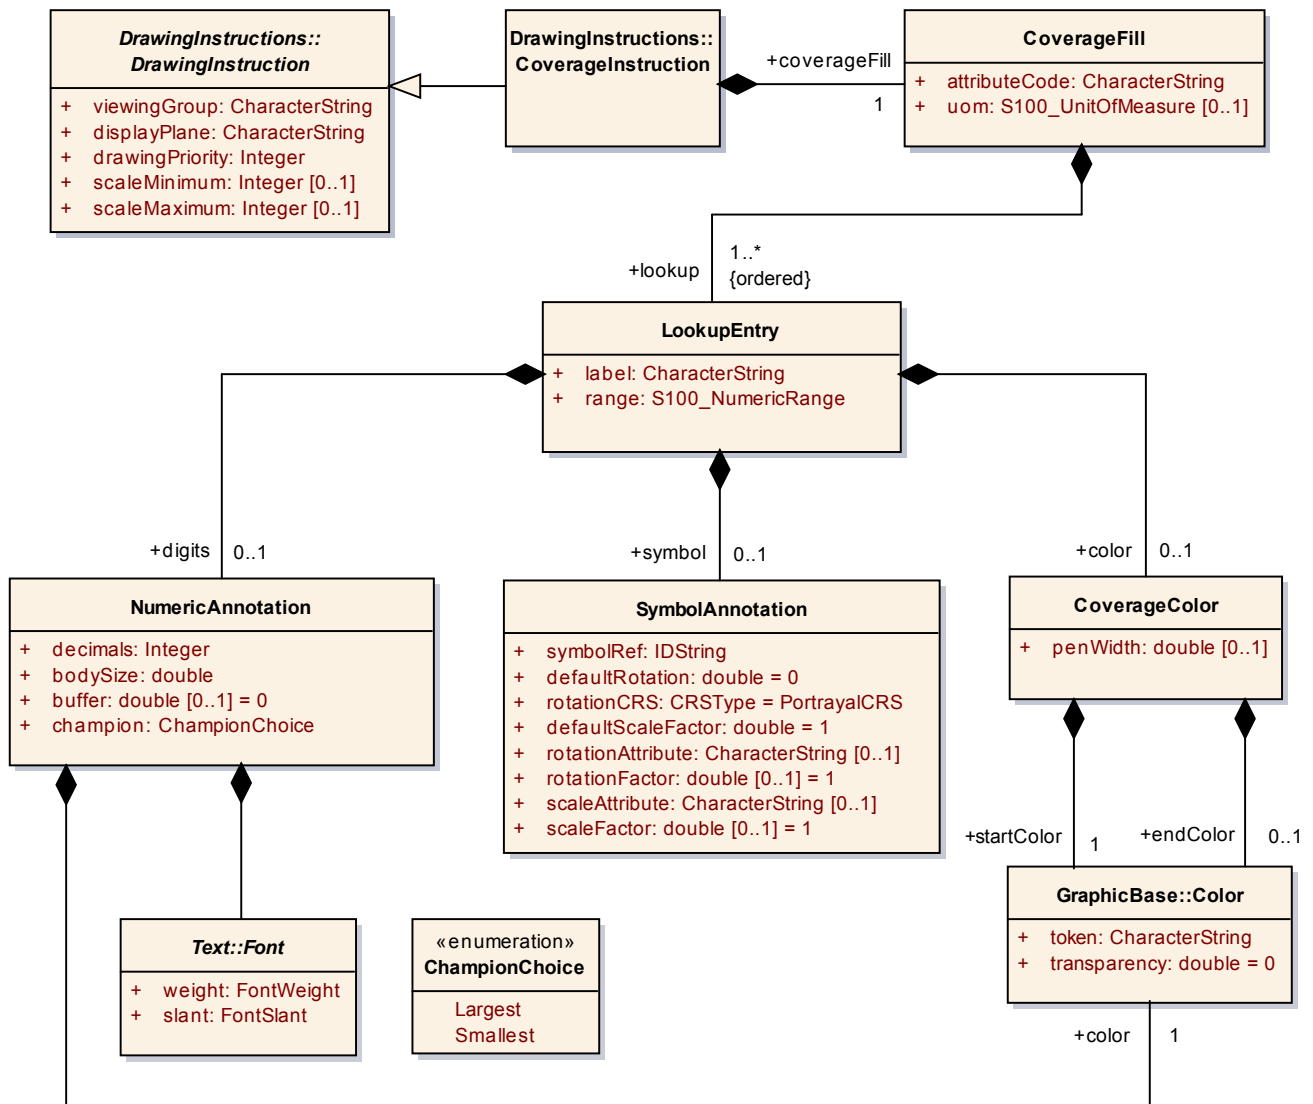 DrawingInstructions::
DrawingInstruction
+ viewingGroup: CharacterString
+ displayPlane: CharacterString
+ drawingPriority: Integer
+ scaleMinimum: Integer [0..1]
+ scaleMaximum: Integer [0..1]
DrawingInstructions::
CoverageInstruction
+coverageFill
1
CoverageFill
+ attributeCode: CharacterString
+ uom: S100_UnitOfMeasure [0..1]
+lookup
1..*
{ordered}
LookupEntry
+ label: CharacterString
+ range: S100_NumericRange
+digits
0..1
+symbol
0..1
+color
0..1
NumericAnnotation
+ decimals: Integer
+ bodySize: double
+ buffer: double [0..1] = 0
+ champion: ChampionChoice
SymbolAnnotation
+ symbolRef: IDString
+ defaultRotation: double = 0
+ rotationCRS: CRSType = PortrayalCRS
+ defaultScaleFactor: double = 1
+ rotationAttribute: CharacterString [0..1]
+ rotationFactor: double [0..1] = 1
+ scaleAttribute: CharacterString [0..1]
+ scaleFactor: double [0..1] = 1
CoverageColor
+ penWidth: double [0..1]
+startColor
1
+endColor
0..1
GraphicBase::Color
+ token: CharacterString
+ transparency: double = 0
Text::Font
+ weight: FontWeight
+ slant: FontSlant
«enumeration»
ChampionChoice
Largest
Smallest
+color
1